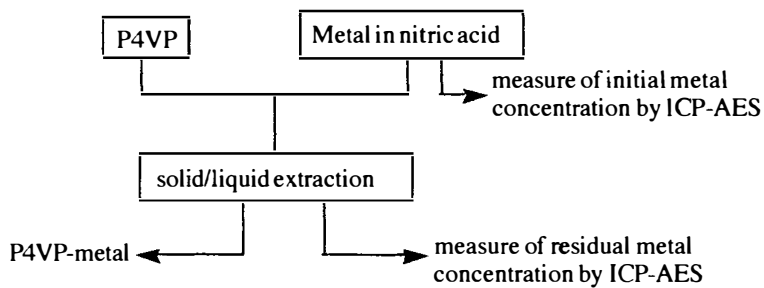 P4VP
Metal in nitric acid
measure of initial metal
concentration by ICP-AES
solid/liquid extraction
P4VP-metal
measure of residual metal
concentration by ICP-AES